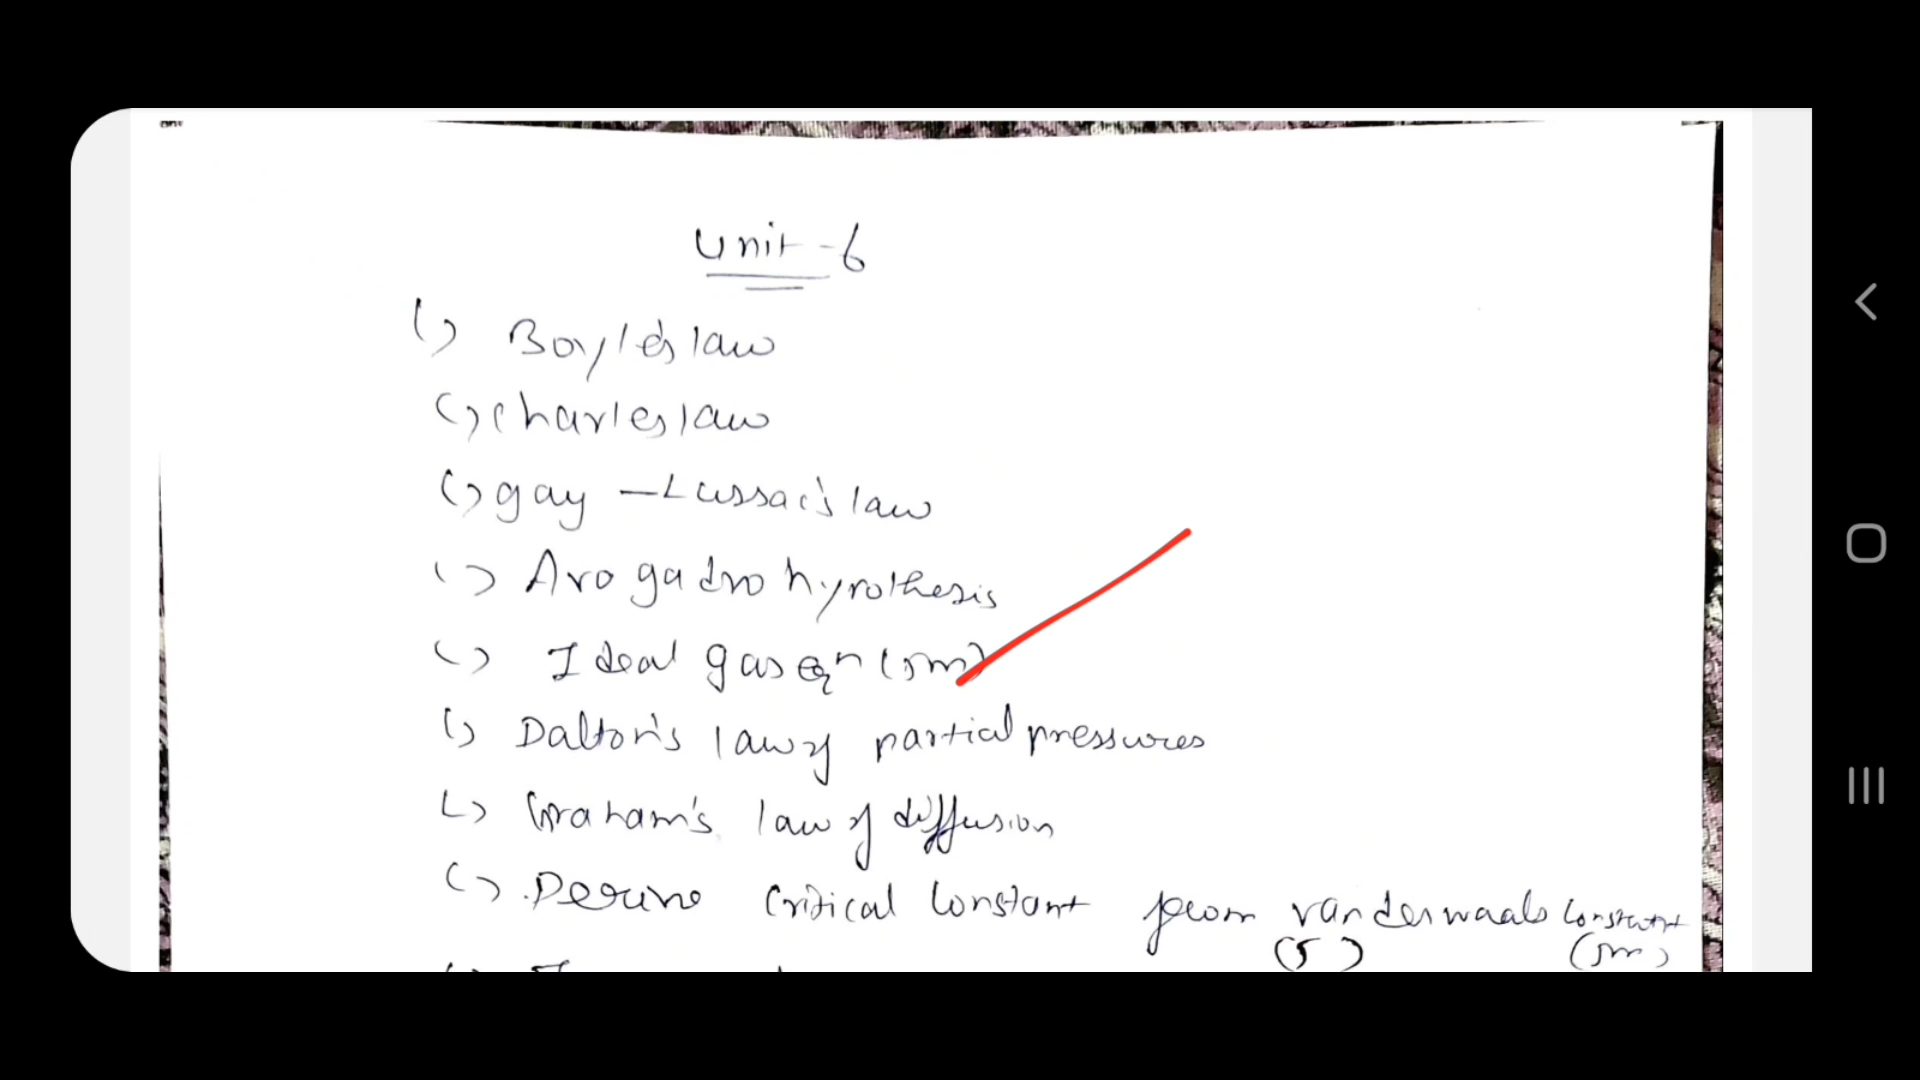 Unit-6
() Boyle's law
() charles law
() gay - Lussac's law
() Avogadro hypothesis
() Ideal gas eqn (5m)
() Dalton's law of partial pressures
() Graham's law of diffusion
() Derive critical constant from vanderwaals constant
(5) (5m)